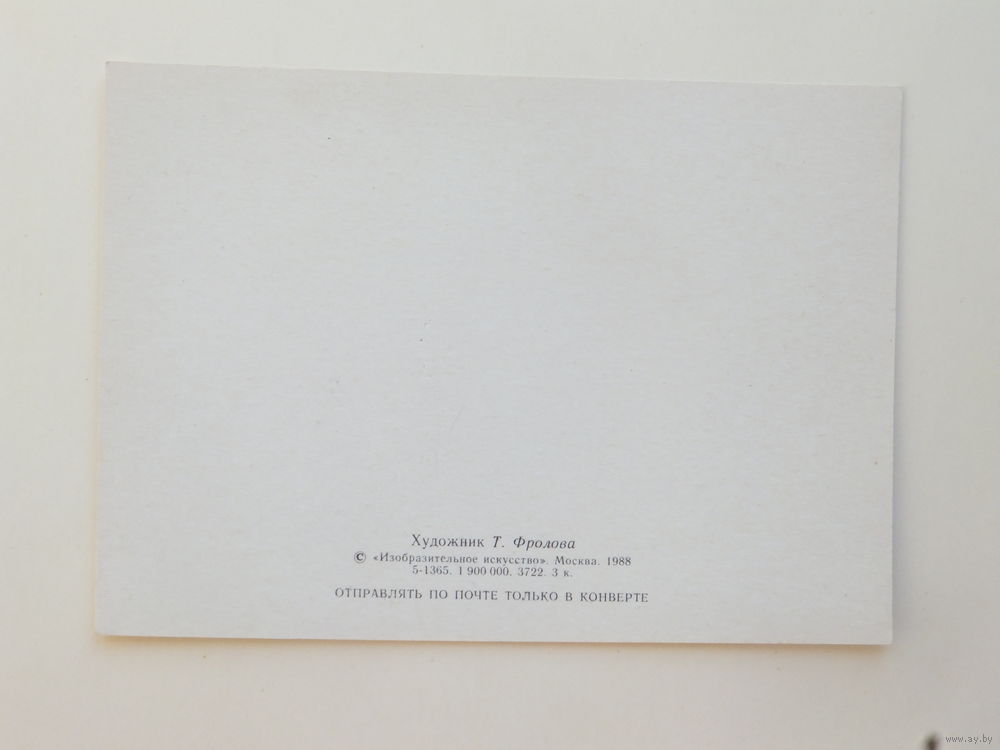 Художник Т. Фролова
© «Изобразительное искусство». Москва. 1988
5-1365. 1 900 000. 3722. 3 к.
ОТПРАВЛЯТЬ ПО ПОЧТЕ ТОЛЬКО В КОНВЕРТЕ
www.ay.by